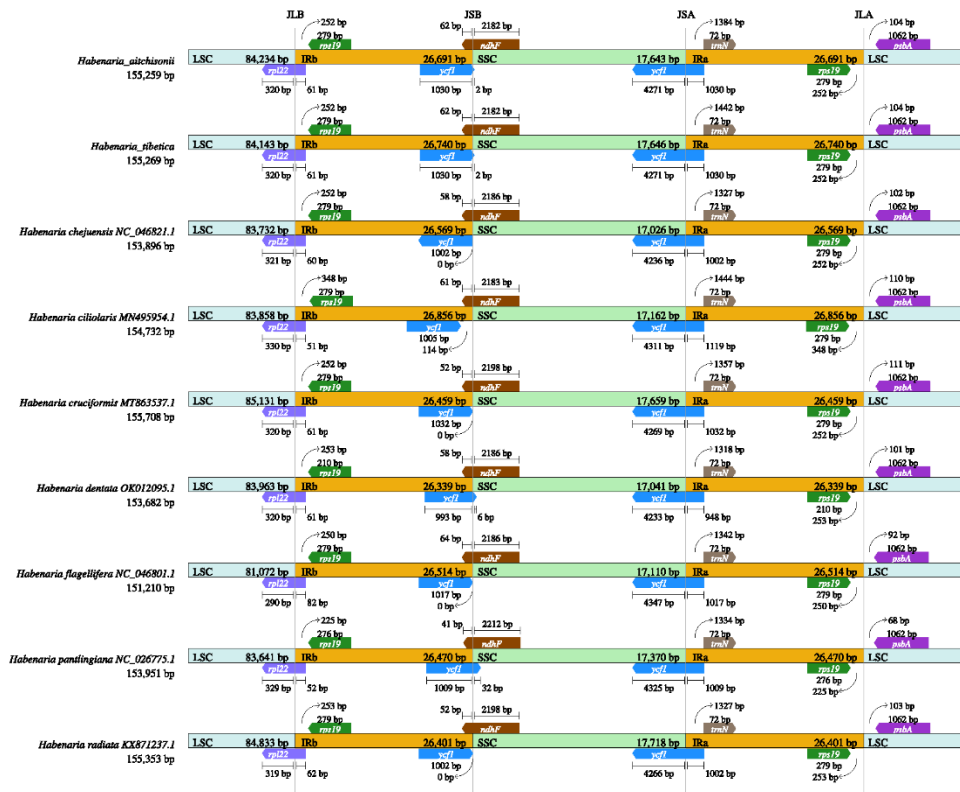 JLB JSB JSA JLA
252 bp 62 bp 2182 bp 1384 bp 104 bp
279 bp 72 bp 1062 bp
rps19 ndhF trnN psbA
Habenaria_aitchisonii LSC 84,234 bp IRb 26,691 bp SSC 17,643 bp IRa 26,691 bp LSC
155,259 bp rpl22 ycf1 ycf1 rps19
320 bp 61 bp 1030 bp 2 bp 4271 bp 1030 bp 279 bp
252 bp
252 bp 62 bp 2182 bp 1442 bp 104 bp
279 bp 72 bp 1062 bp
rps19 ndhF trnN psbA
Habenaria_tibetica LSC 84,143 bp IRb 26,740 bp SSC 17,646 bp IRa 26,740 bp LSC
155,269 bp rpl22 ycf1 ycf1 rps19
320 bp 61 bp 1030 bp 2 bp 4271 bp 1030 bp 279 bp
252 bp
252 bp 58 bp 2186 bp 1327 bp 102 bp
279 bp 72 bp 1062 bp
rps19 ndhF trnN psbA
Habenaria chejuensis NC_046821.1 LSC 83,732 bp IRb 26,569 bp SSC 17,026 bp IRa 26,569 bp LSC
153,896 bp rpl22 ycf1 ycf1 rps19
321 bp 60 bp 1002 bp 4236 bp 1002 bp 279 bp
0 bp 252 bp
348 bp 61 bp 2183 bp 1444 bp 110 bp
279 bp 72 bp 1062 bp
rps19 ndhF trnN psbA
Habenaria ciliolaris MN495954.1 LSC 83,858 bp IRb 26,856 bp SSC 17,162 bp IRa 26,856 bp LSC
154,732 bp rpl22 ycf1 ycf1 rps19
330 bp 51 bp 1005 bp 4311 bp 1119 bp 279 bp
114 bp 348 bp
252 bp 52 bp 2198 bp 1357 bp 111 bp
279 bp 72 bp 1062 bp
rps19 ndhF trnN psbA
Habenaria cruciformis MT863537.1 LSC 85,131 bp IRb 26,459 bp SSC 17,659 bp IRa 26,459 bp LSC
155,708 bp rpl22 ycf1 ycf1 rps19
320 bp 61 bp 1032 bp 4269 bp 1032 bp 279 bp
0 bp 252 bp
253 bp 58 bp 2186 bp 1318 bp 101 bp
210 bp 72 bp 1062 bp
rps19 ndhF trnN psbA
Habenaria dentata OK012095.1 LSC 83,963 bp IRb 26,339 bp SSC 17,041 bp IRa 26,339 bp LSC
153,682 bp rpl22 ycf1 ycf1 rps19
320 bp 61 bp 993 bp 6 bp 4233 bp 948 bp 210 bp
253 bp
250 bp 64 bp 2186 bp 1342 bp 92 bp
279 bp 72 bp 1062 bp
rps19 ndhF trnN psbA
Habenaria flagellifera NC_046801.1 LSC 81,072 bp IRb 26,514 bp SSC 17,110 bp IRa 26,514 bp LSC
151,210 bp rpl22 ycf1 ycf1 rps19
290 bp 82 bp 1017 bp 4347 bp 1017 bp 279 bp
0 bp 250 bp
225 bp 41 bp 2212 bp 1334 bp 68 bp
276 bp 72 bp 1062 bp
rps19 ndhF trnN psbA
Habenaria pantlingiana NC_026775.1 LSC 83,641 bp IRb 26,470 bp SSC 17,370 bp IRa 26,470 bp LSC
153,951 bp rpl22 ycf1 ycf1 rps19
329 bp 52 bp 1009 bp 32 bp 4325 bp 1009 bp 276 bp
225 bp
253 bp 52 bp 2198 bp 1327 bp 103 bp
279 bp 72 bp 1062 bp
rps19 ndhF trnN psbA
Habenaria radiata KX871237.1 LSC 84,833 bp IRb 26,401 bp SSC 17,718 bp IRa 26,401 bp LSC
155,353 bp rpl22 ycf1 ycf1 rps19
319 bp 62 bp 1002 bp 4266 bp 1002 bp 279 bp
0 bp 253 bp